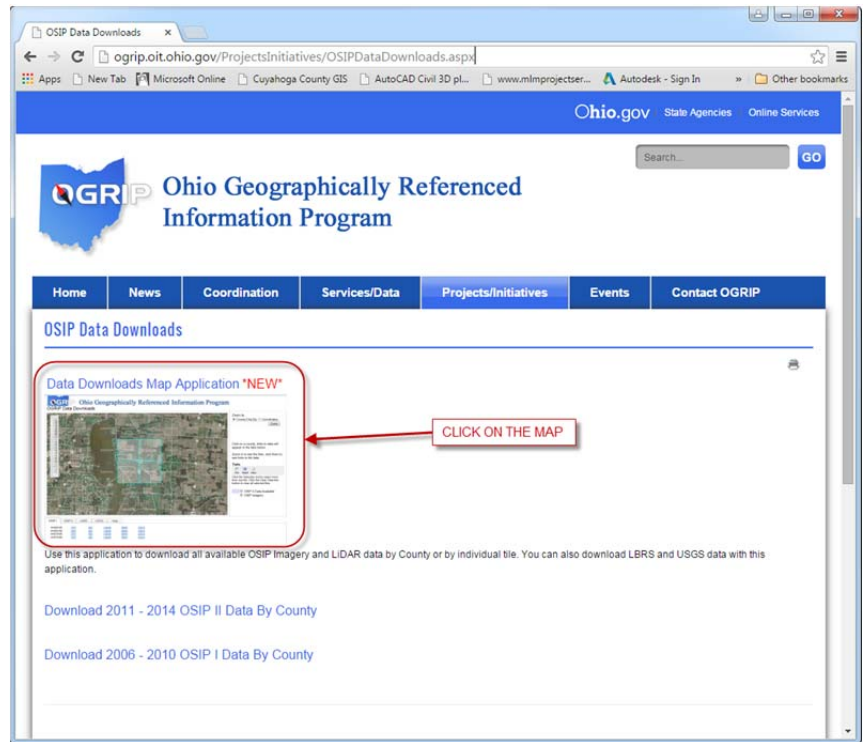 OSIP Data Downloads
ogrip.oit.ohio.gov/ProjectsInitiatives/OSIPDataDownloads.aspx
Apps New Tab Microsoft Online Cuyahoga County GIS AutoCAD Civil 3D pl... www.mlmprojectser... Autodesk - Sign In » Other bookmarks
Ohio.gov State Agencies Online Services
Search... GO
OGRIP Ohio Geographically Referenced
Information Program
Home News Coordination Services/Data Projects/Initiatives Events Contact OGRIP
OSIP Data Downloads
Data Downloads Map Application *NEW*
Ohio Geographically Referenced Information Program
CLICK ON THE MAP
Use this application to download all available OSIP Imagery and LiDAR data by County or by individual tile. You can also download LBRS and USGS data with this
application.
Download 2011 - 2014 OSIP II Data By County
Download 2006 - 2010 OSIP I Data By County